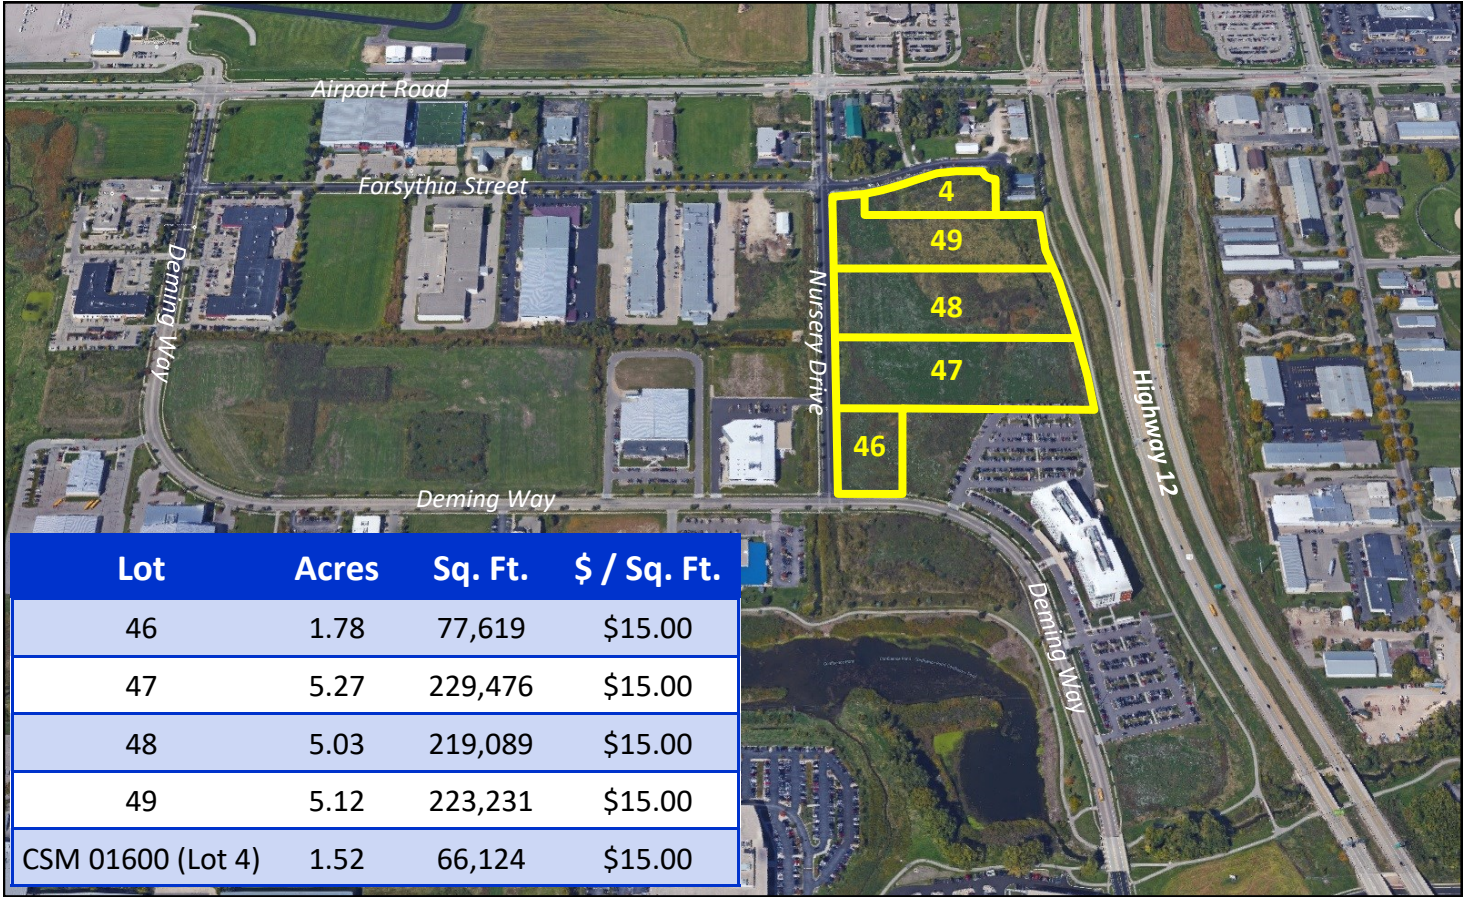 Airport Road
Forsythia Street
4
49
Deming Way
48
Nursery Drive
47
Highway 12
46
Deming Way
Deming Way
Lot Acres Sq. Ft. $ / Sq. Ft.
46 1.78 77,619 $15.00
47 5.27 229,476 $15.00
48 5.03 219,089 $15.00
49 5.12 223,231 $15.00
CSM 01600 (Lot 4) 1.52 66,124 $15.00